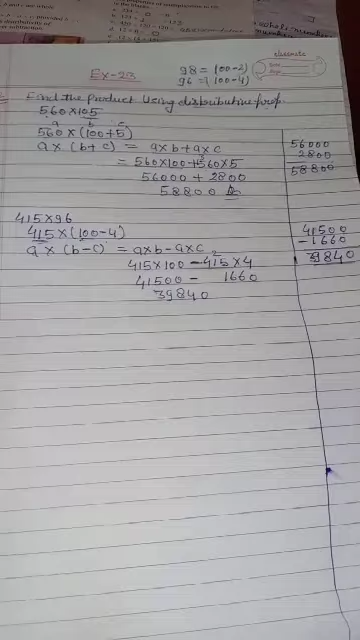 Ex-2B
98 = (100-2)
96 = (100-4)
classmate
Find the Product Using distributive prop.
560×105
a b c
560×(100+5)
a×(b+c) = a×b+a×c
= 560×100+560×5
56000 + 2800
58800
56000
2800
58800
415×96
415×(100-4)
a×(b-c) = a×b-a×c
415×100 -415×4
41500 - 1660
39840
41500
-1660
39840